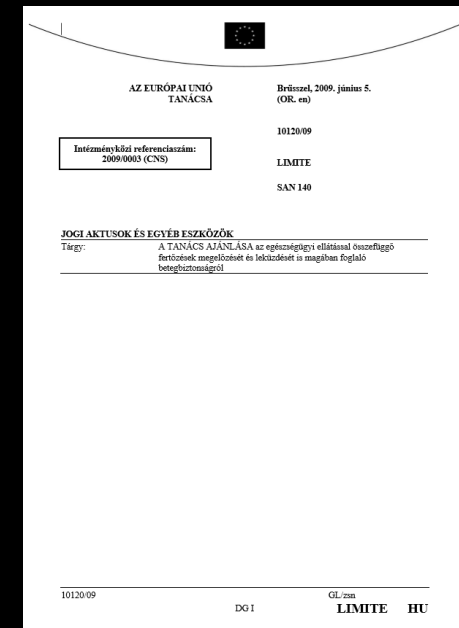 AZ EURÓPAI UNIÓ
TANÁCSA
Brüsszel, 2009. június 5.
(OR. en)
10120/09
Intézményközi referenciaszám:
2009/0003 (CNS)
LIMITE
SAN 140
JOGI AKTUSOK ÉS EGYÉB ESZKÖZÖK
Tárgy: A TANÁCS AJÁNLÁSA az egészségügyi ellátással összefüggő
fertőzések megelőzését és leküzdését is magában foglaló
betegbiztonságról
10120/09 GL/zsn
DG I LIMITE HU